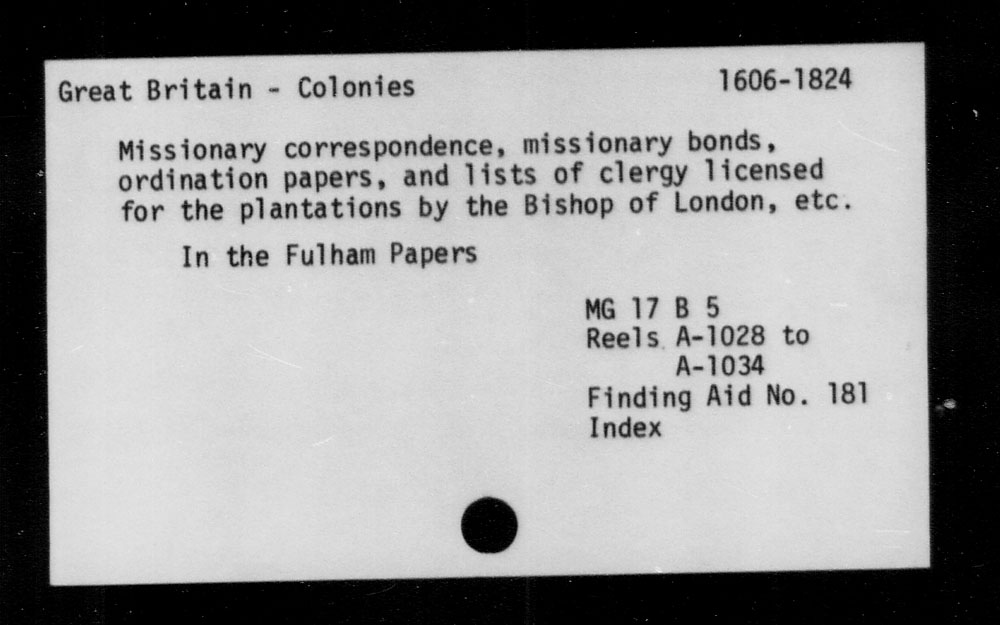 Great Britain - Colonies 1606-1824
Missionary correspondence, missionary bonds,
ordination papers, and lists of clergy licensed
for the plantations by the Bishop of London, etc.
In the Fulham Papers
MG 17 B 5
Reels A-1028 to
A-1034
Finding Aid No. 181
Index